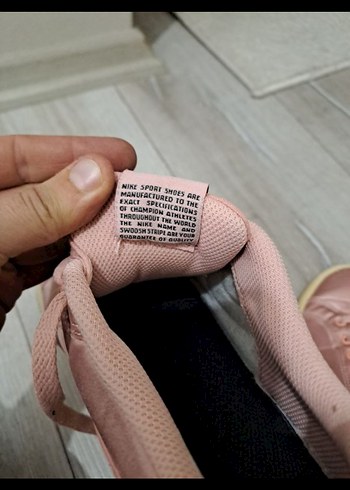 NIKE SPORT SHOES ARE
MANUFACTURED TO THE
EXACT SPECIFICATIONS
OF CHAMPION ATHLETES
THROUGHOUT THE WORLD
THE NIKE NAME AND
SWOOSH STRIPE ARE YOUR
GUARANTEE OF QUALITY.